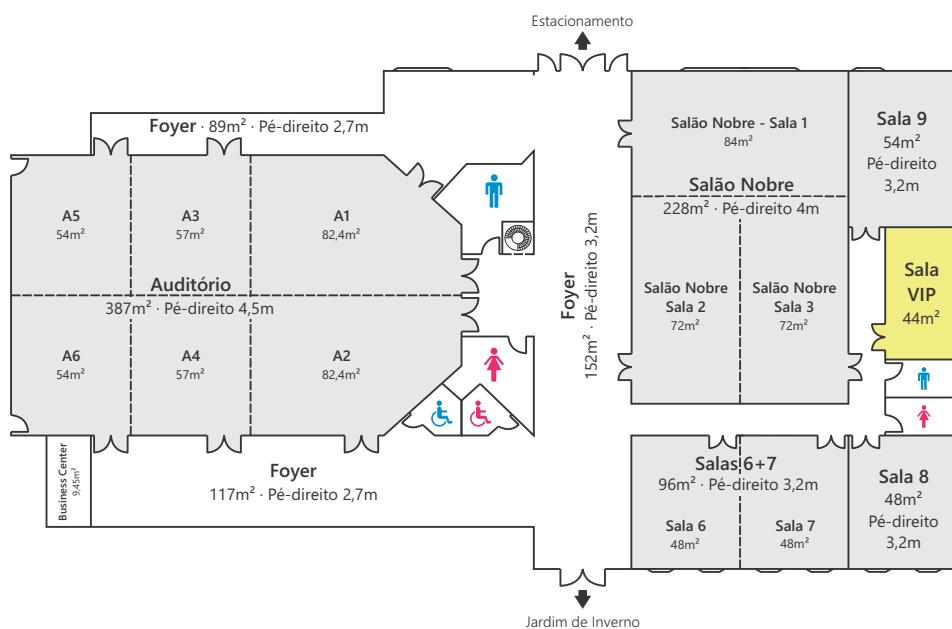 Estacionamento
Foyer · 89m² · Pé-direito 2,7m
Salão Nobre - Sala 1
84m²
Sala 9
54m²
Pé-direito
3,2m
Salão Nobre
228m² · Pé-direito 4m
A5
54m²
A3
57m²
A1
82,4m²
Foyer
152m² · Pé-direito 3,2m
Auditório
387m² · Pé-direito 4,5m
Salão Nobre
Sala 2
72m²
Salão Nobre
Sala 3
72m²
Sala
VIP
44m²
A6
54m²
A4
57m²
A2
82,4m²
Business Center
9,45m²
Foyer
117m² · Pé-direito 2,7m
Salas 6+7
96m² · Pé-direito 3,2m
Sala 6
48m²
Sala 7
48m²
Sala 8
48m²
Pé-direito
3,2m
Jardim de Inverno